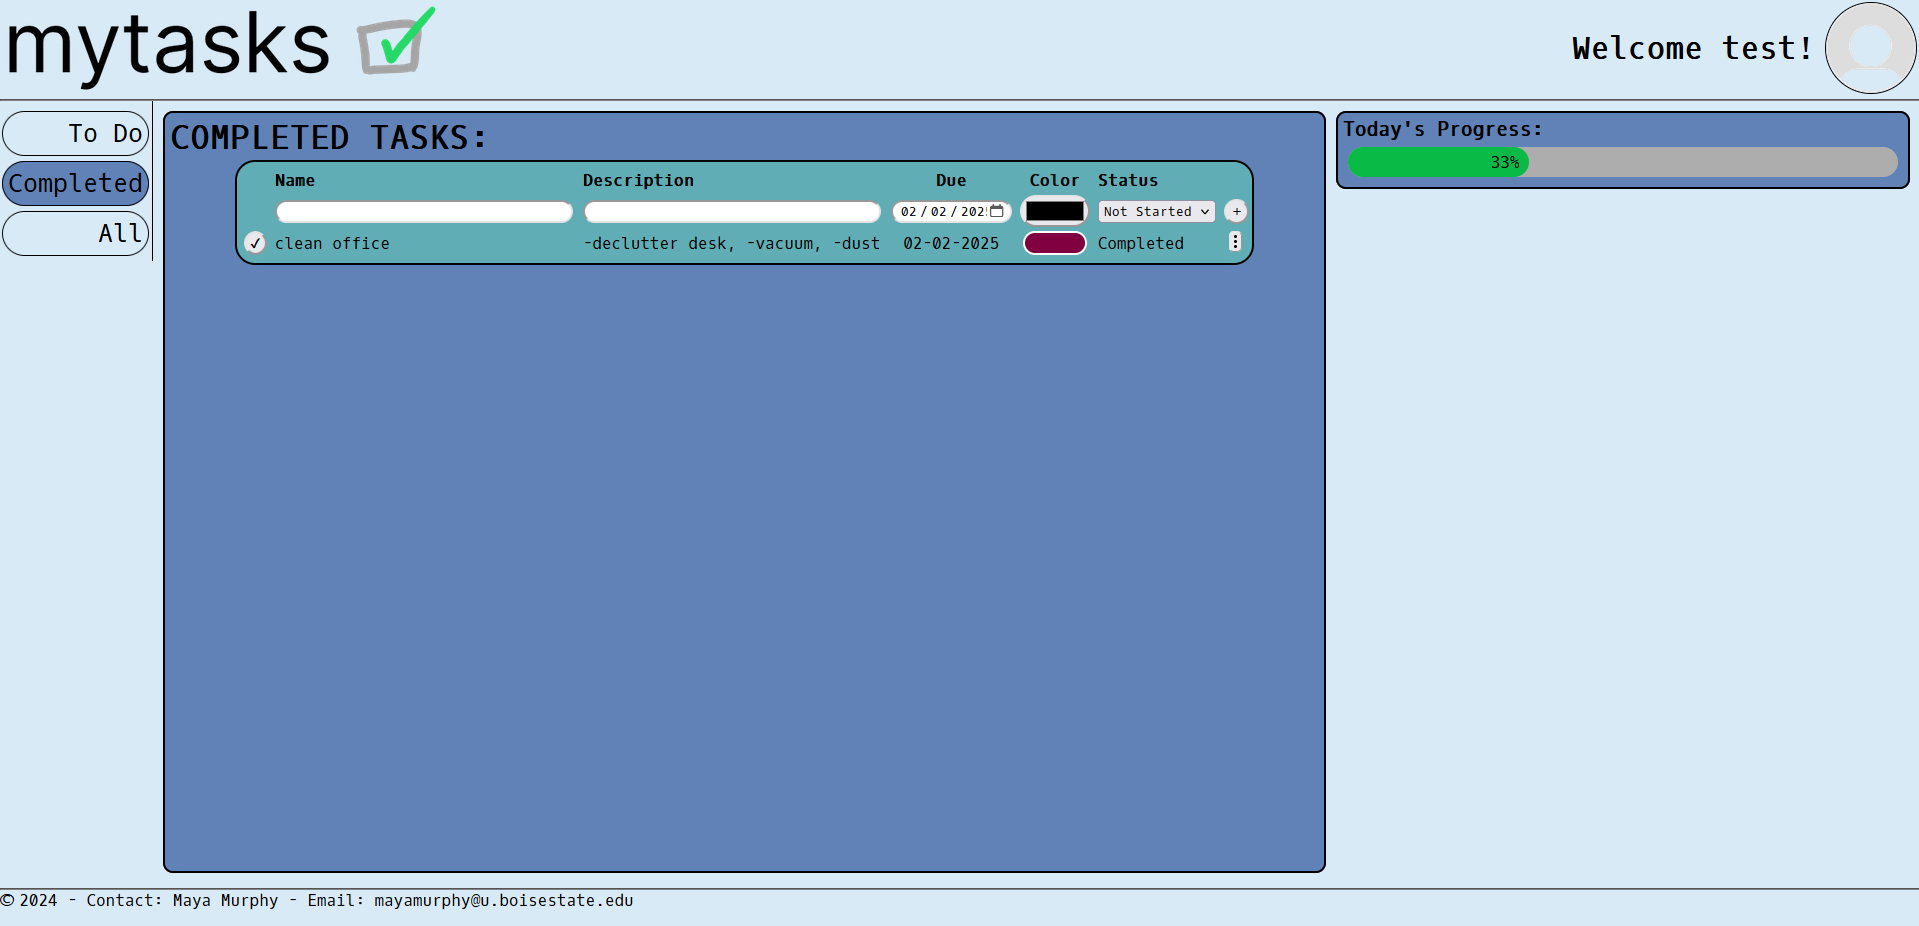 mytasks
Welcome test!
To Do
Completed
All
COMPLETED TASKS:
Name Description Due Color Status
02/02/202 Not Started +
✓ clean office -declutter desk, -vacuum, -dust 02-02-2025 Completed
Today's Progress:
33%
© 2024 - Contact: Maya Murphy - Email: mayamurphy@u.boisestate.edu